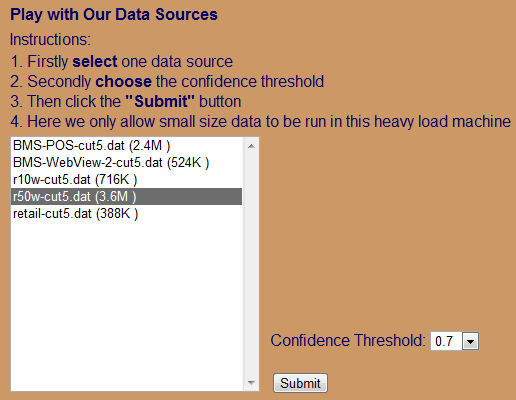 Play with Our Data Sources
Instructions:
1. Firstly select one data source
2. Secondly choose the confidence threshold
3. Then click the "Submit" button
4. Here we only allow small size data to be run in this heavy load machine
BMS-POS-cut5.dat (2.4M )
BMS-WebView-2-cut5.dat (524K )
r10w-cut5.dat (716K )
r50w-cut5.dat (3.6M )
retail-cut5.dat (388K )
Confidence Threshold: 0.7
Submit